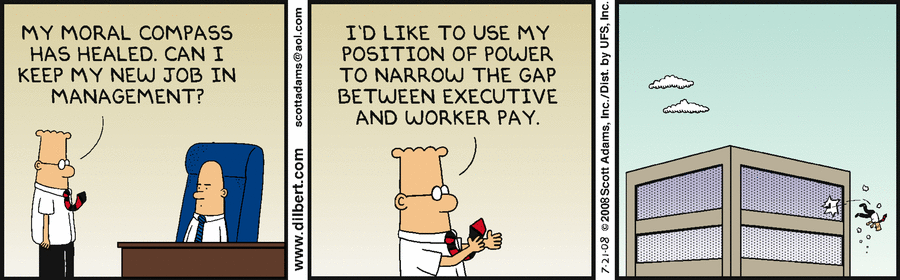 MY MORAL COMPASS
HAS HEALED. CAN I
KEEP MY NEW JOB IN
MANAGEMENT?
www.dilbert.com scottadams@aol.com
I'D LIKE TO USE MY
POSITION OF POWER
TO NARROW THE GAP
BETWEEN EXECUTIVE
AND WORKER PAY.
7-21-08 © 2008 Scott Adams, Inc./Dist. by UFS, Inc.